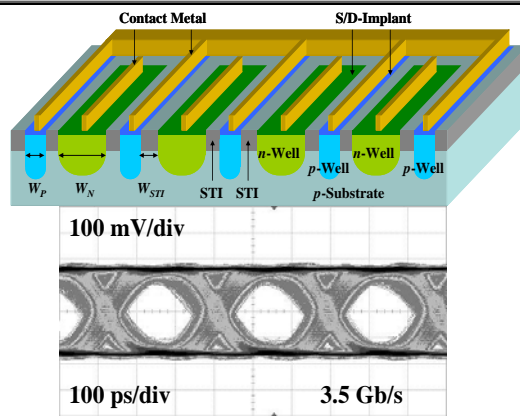 Contact Metal S/D-Implant
n-Well n-Well
p-Well p-Well
W_P W_N W_STI STI STI p-Substrate
100 mV/div
100 ps/div 3.5 Gb/s